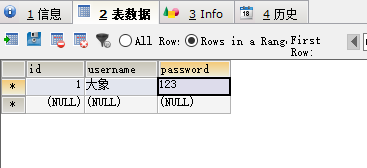 1 信息 2 表数据 3 Info 4 历史
All Row: Rows in a Rang First Row:
id username password
* 1 大象 123
* (NULL) (NULL) (NULL)